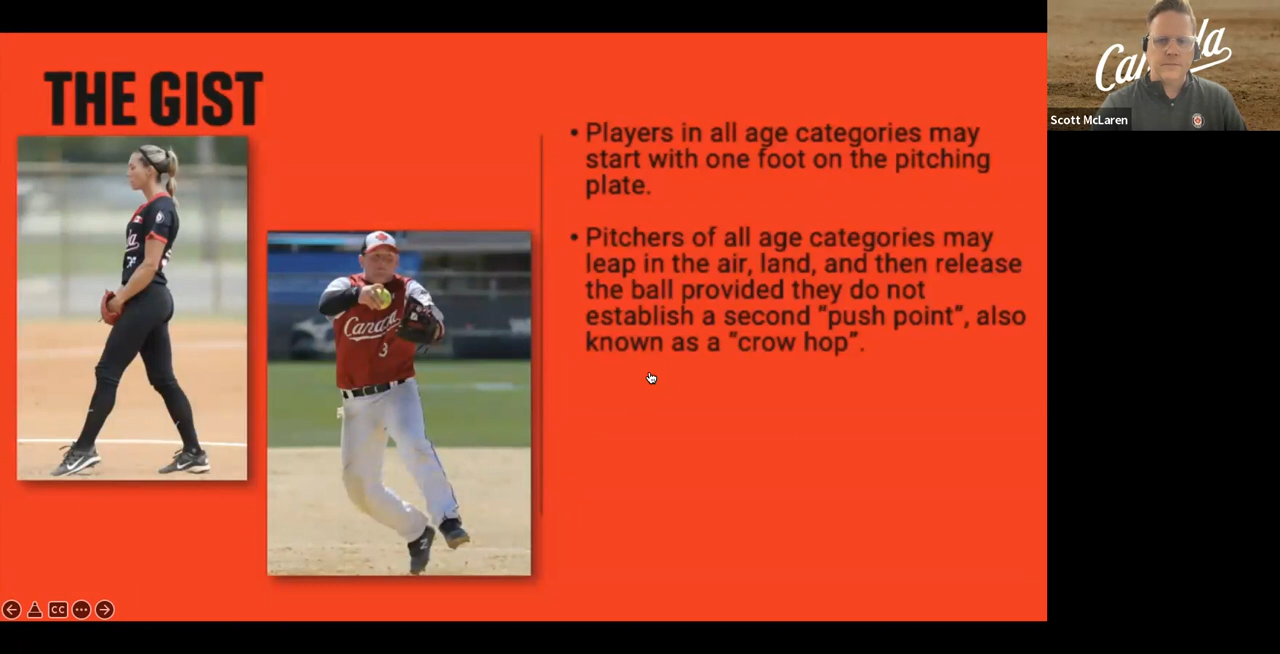 THE GIST
• Players in all age categories may
start with one foot on the pitching
plate.
• Pitchers of all age categories may
leap in the air, land, and then release
the ball provided they do not
establish a second “push point”, also
known as a “crow hop”.
Canada
3
Scott McLaren
CC